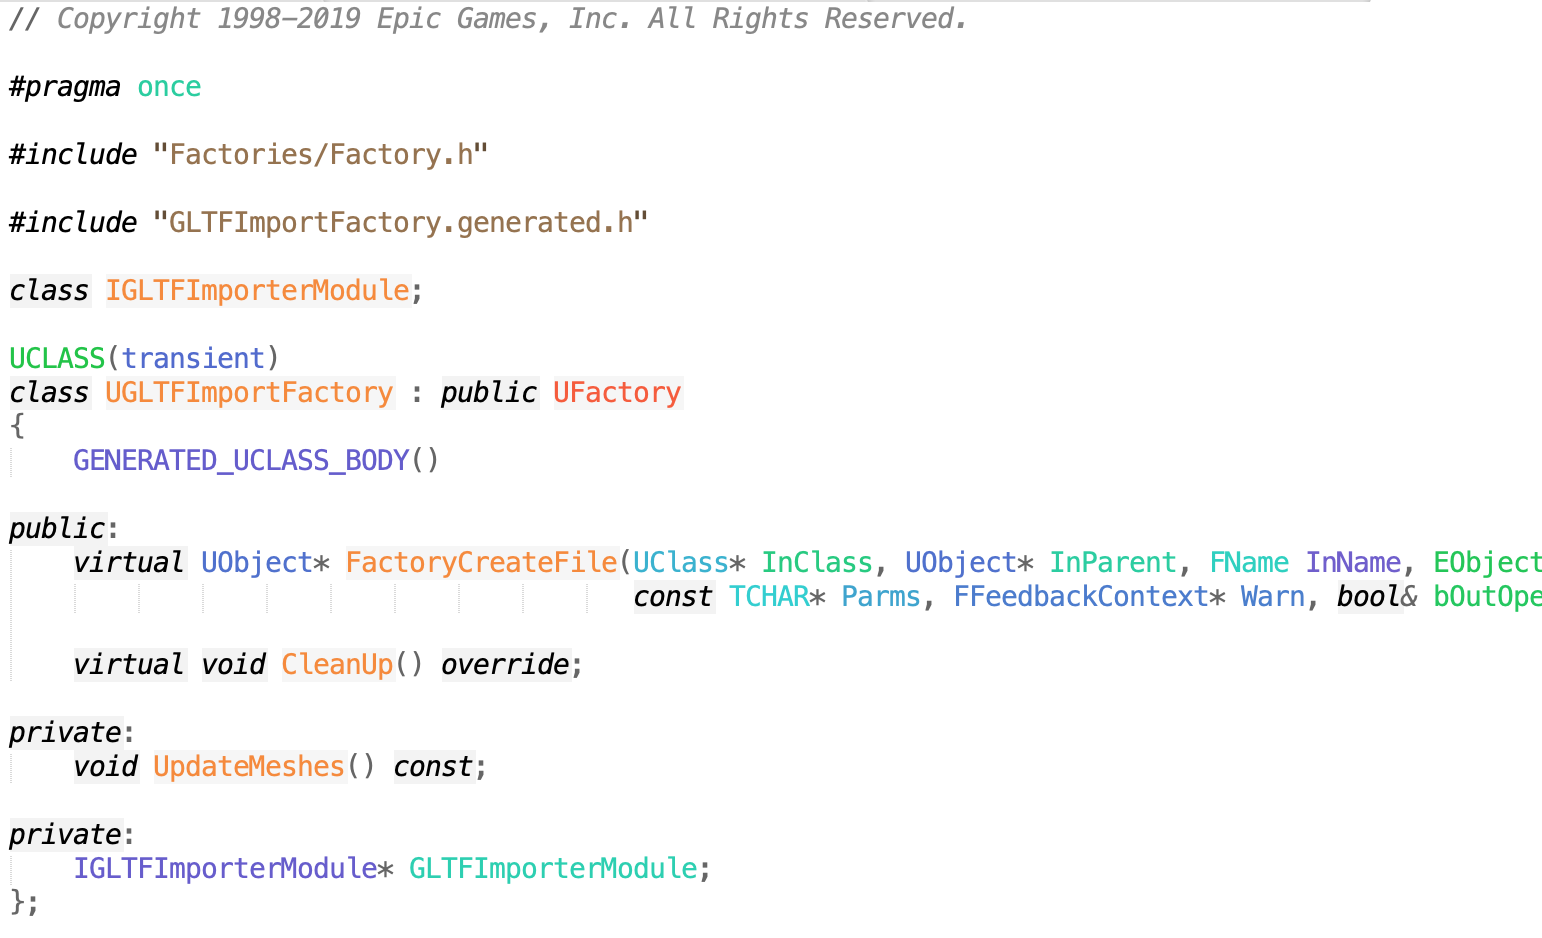 // Copyright 1998-2019 Epic Games, Inc. All Rights Reserved.
#pragma once
#include "Factories/Factory.h"
#include "GLTFImportFactory.generated.h"
class IGLTFImporterModule;
UCLASS(transient)
class UGLTFImportFactory : public UFactory
{
GENERATED_UCLASS_BODY()
public:
virtual UObject* FactoryCreateFile(UClass* InClass, UObject* InParent, FName InName, EObject
const TCHAR* Parms, FFeedbackContext* Warn, bool& bOutOpe
virtual void CleanUp() override;
private:
void UpdateMeshes() const;
private:
IGLTFImporterModule* GLTFImporterModule;
};